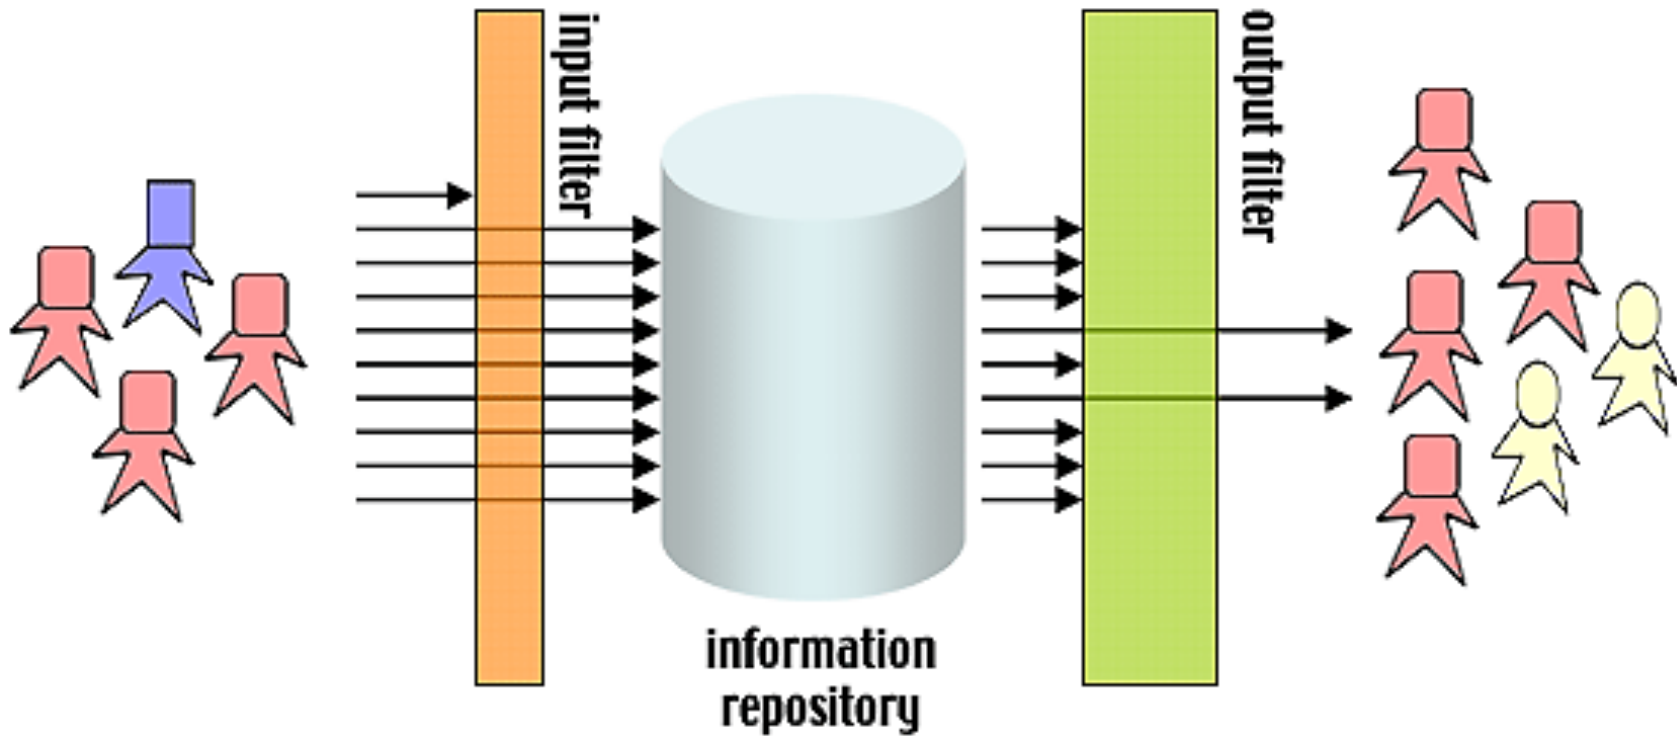 input filter
output filter
information
repository